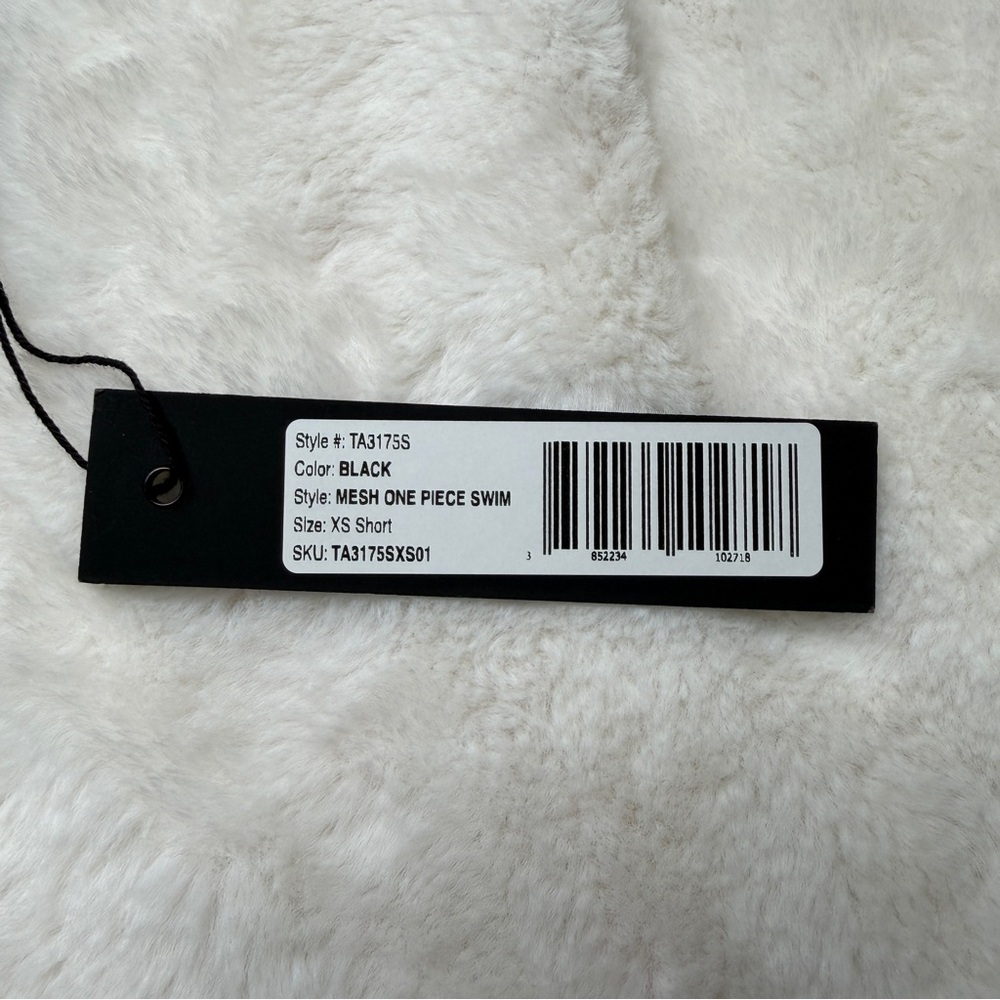 Style #: TA3175S
Color: BLACK
Style: MESH ONE PIECE SWIM
Size: XS Short
SKU: TA3175SXS01
3 852234 102718